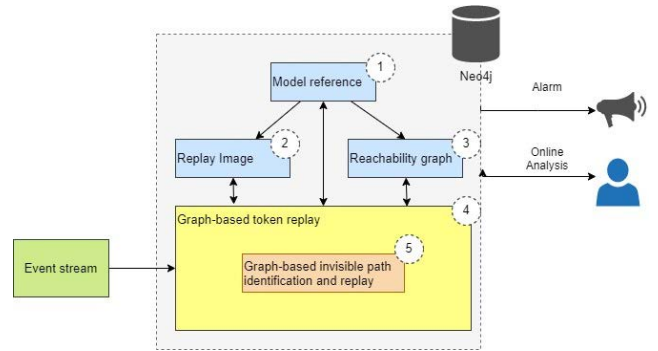 1
Model reference
Neo4j
Alarm
2
Replay Image
3
Reachability graph
Online
Analysis
4
Graph-based token replay
5
Graph-based invisible path
identification and replay
Event stream